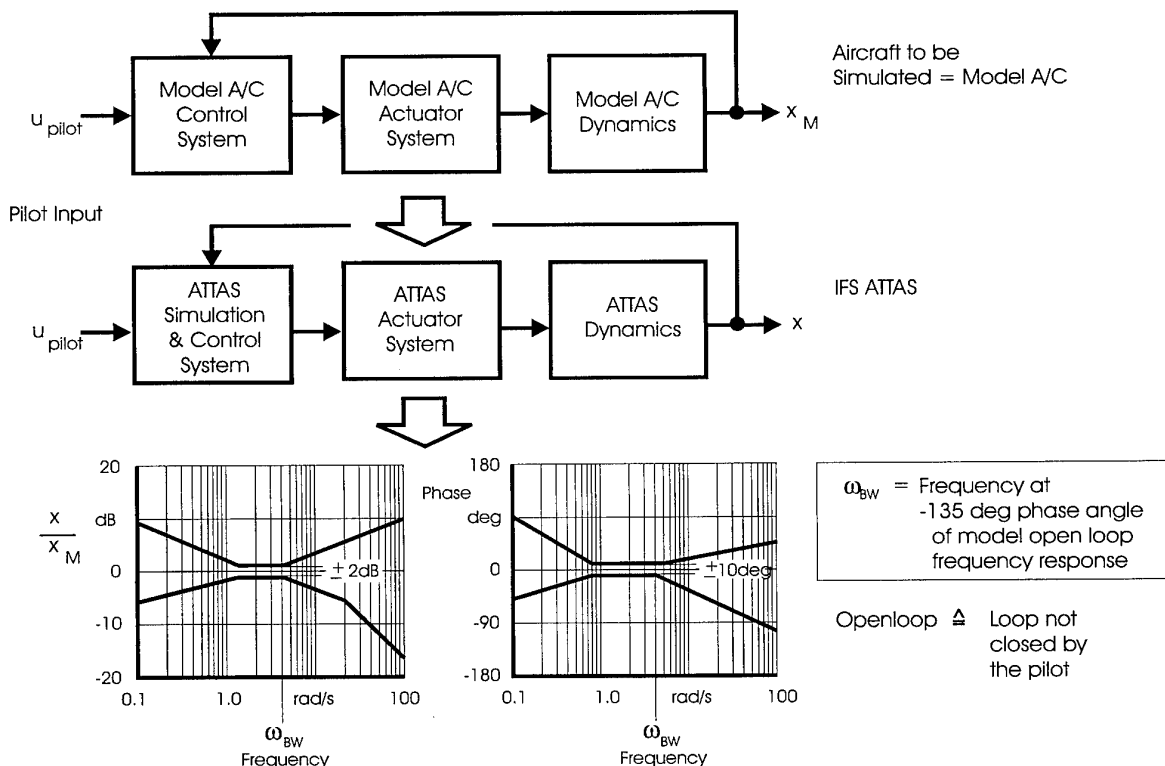 Model A/C
Control
System
Model A/C
Actuator
System
Model A/C
Dynamics
Aircraft to be
Simulated = Model A/C
u pilot
x M
Pilot Input
ATTAS
Simulation
& Control
System
ATTAS
Actuator
System
ATTAS
Dynamics
IFS ATTAS
u pilot
x
20
dB
x
x M
0
-10
-20
± 2dB
0.1
1.0
rad/s
100
ω BW
Frequency
Phase
180
deg
0
-90
-180
± 10deg
0.1
1.0
rad/s
100
ω BW
Frequency
ω BW = Frequency at
-135 deg phase angle
of model open loop
frequency response
Openloop ≙ Loop not
closed by
the pilot